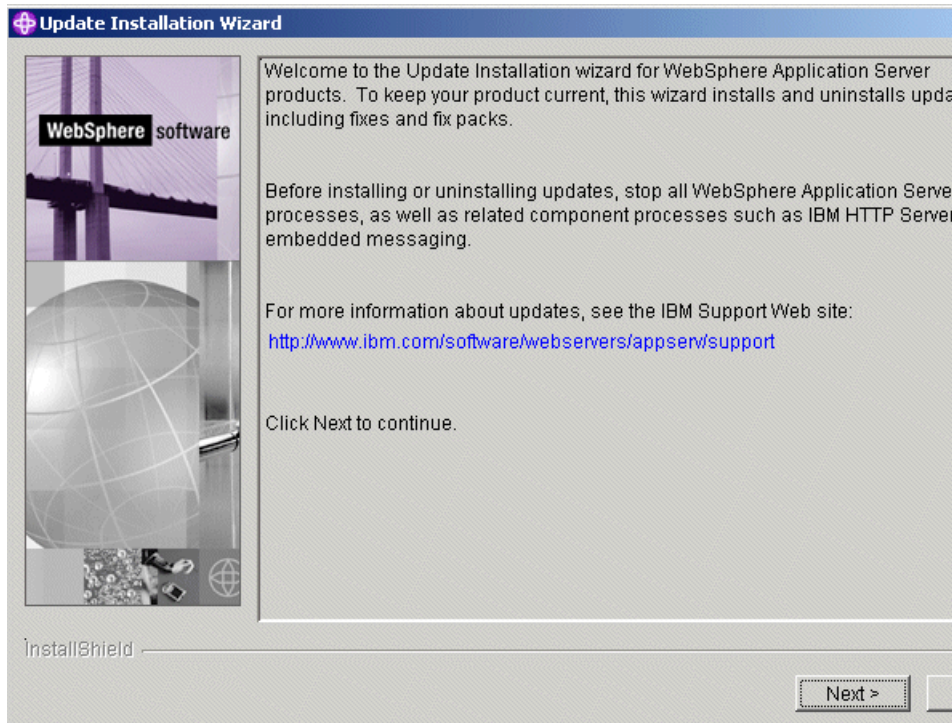 Update Installation Wizard
WebSphere software
Welcome to the Update Installation wizard for WebSphere Application Server
products. To keep your product current, this wizard installs and uninstalls upda
including fixes and fix packs.
Before installing or uninstalling updates, stop all WebSphere Application Serve
processes, as well as related component processes such as IBM HTTP Server
embedded messaging.
For more information about updates, see the IBM Support Web site:
http://www.ibm.com/software/webservers/appserv/support
Click Next to continue.
InstallShield
Next >